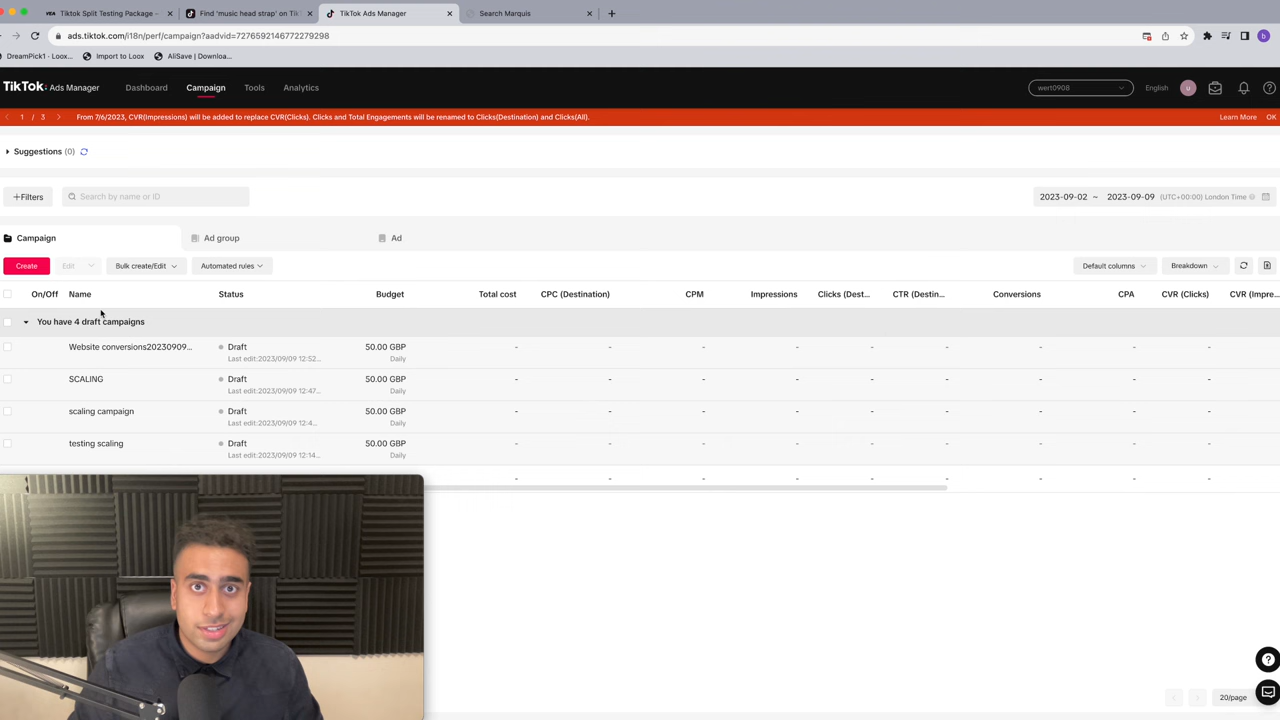 VEA Tiktok Split Testing Package –
Find 'music head strap' on Tik
TikTok Ads Manager
Search Marquis
ads.tiktok.com/i18n/perf/campaign?aadvid=7276592146772279298
b
DreamPick1 - Loox...
Import to Loox
AliSave | Downloa...
TikTok: Ads Manager
Dashboard
Campaign
Tools
Analytics
wert0908
English
u
1 / 3
From 7/6/2023, CVR(Impressions) will be added to replace CVR(Clicks). Clicks and Total Engagements will be renamed to Clicks(Destination) and Clicks(All).
Learn More
OK
Suggestions (0)
+Filters
Search by name or ID
2023-09-02 ~ 2023-09-09 (UTC+00:00) London Time
Campaign
Ad group
Ad
Create
Edit
Bulk create/Edit
Automated rules
Default columns
Breakdown
On/Off Name Status Budget Total cost CPC (Destination) CPM Impressions Clicks (Dest... CTR (Destin... Conversions CPA CVR (Clicks) CVR (Impre...
You have 4 draft campaigns
Website conversions20230909... Draft 50.00 GBP - - - - - - - - -
Last edit:2023/09/09 12:52... Daily
SCALING Draft 50.00 GBP - - - - - - - - -
Last edit:2023/09/09 12:47... Daily
scaling campaign Draft 50.00 GBP - - - - - - - - -
Last edit:2023/09/09 12:4... Daily
testing scaling Draft 50.00 GBP - - - - - - - - -
Last edit:2023/09/09 12:14... Daily
- - - - - - - - -
20/page